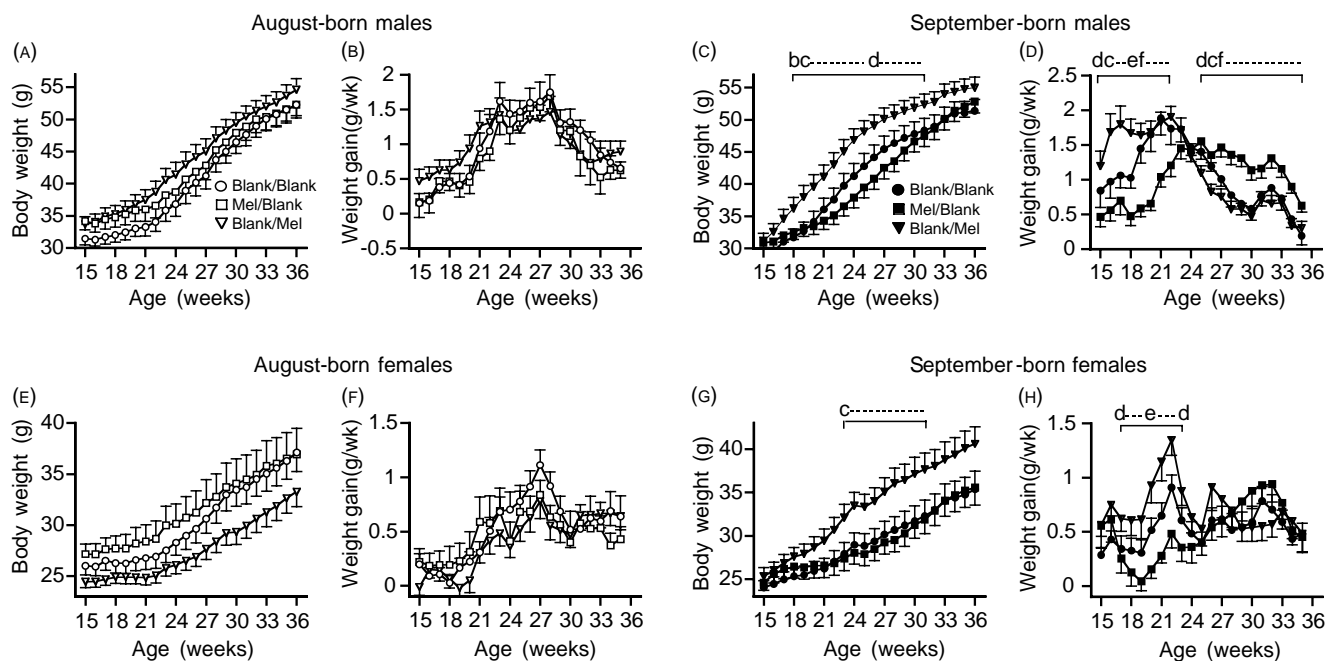 August-born males
September-born males
(A)
Body weight (g)
55
50
45
40
35
30
15 18 21 24 27 30 33 36
Age (weeks)
Blank/Blank
Mel/Blank
Blank/Mel
(B)
Weight gain(g/wk)
2
1.5
1
0.5
0
-0.5
15 18 21 24 27 30 33 36
Age (weeks)
(C)
bc d
Body weight (g)
55
50
45
40
35
30
15 18 21 24 27 30 33 36
Age (weeks)
Blank/Blank
Mel/Blank
Blank/Mel
(D)
dc ef dcf
Weight gain(g/wk)
2.5
2
1.5
1
0.5
0
15 18 21 24 27 30 33 36
Age (weeks)
August-born females
September-born females
(E)
Body weight (g)
40
35
30
25
15 18 21 24 27 30 33 36
Age (weeks)
(F)
Weight gain(g/wk)
1.5
1
0.5
0
15 18 21 24 27 30 33 36
Age (weeks)
(G)
c
Body weight (g)
40
35
30
25
15 18 21 24 27 30 33 36
Age (weeks)
(H)
d e d
Weight gain(g/wk)
1.5
1
0.5
0
15 18 21 24 27 30 33 36
Age (weeks)